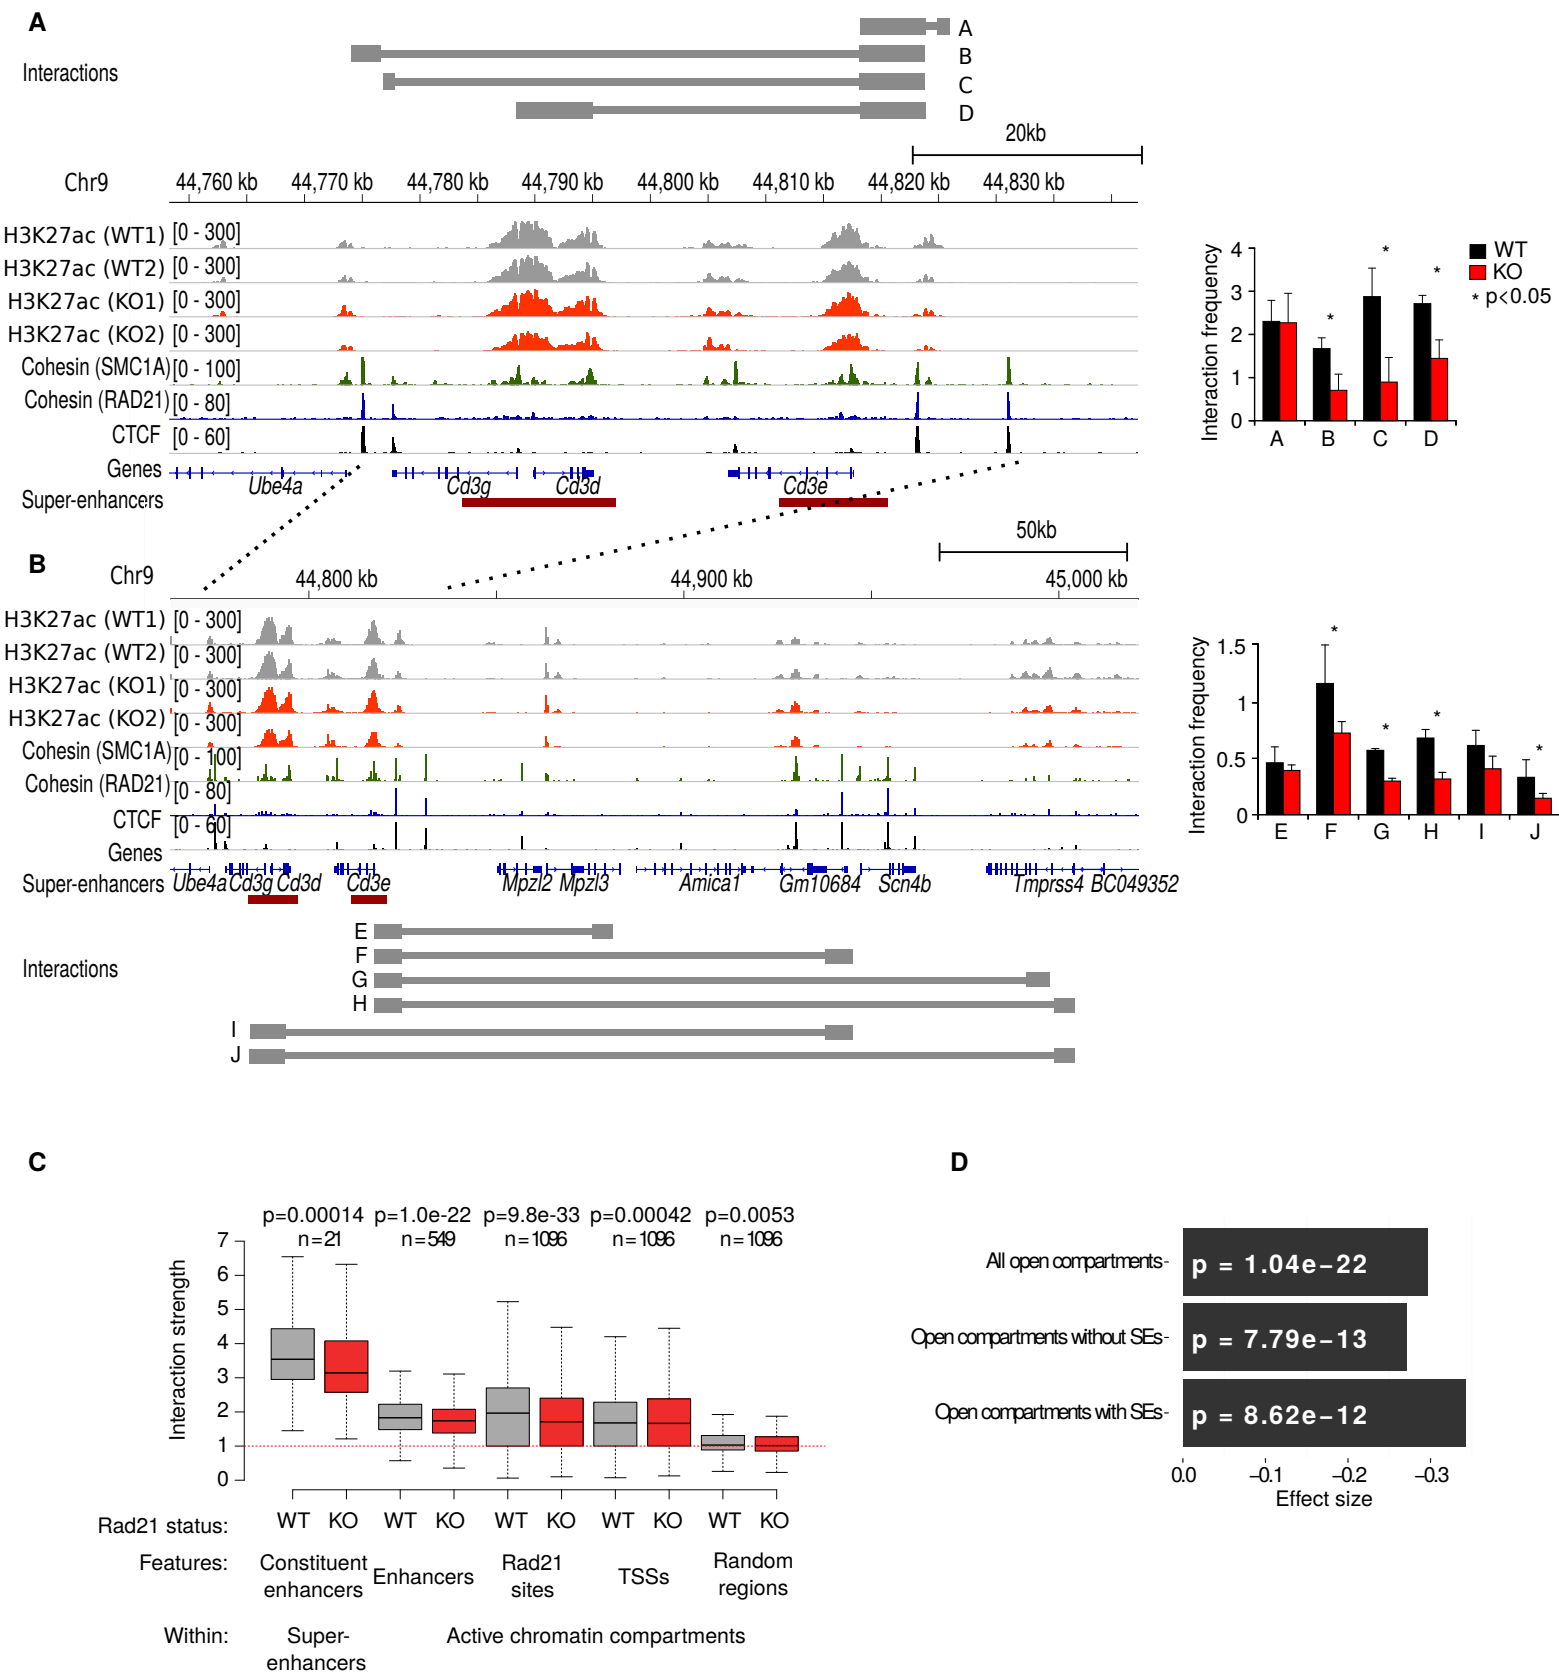 A
Interactions
A
B
C
D
20kb
Chr9
44,760 kb 44,770 kb 44,780 kb 44,790 kb 44,800 kb 44,810 kb 44,820 kb 44,830 kb
H3K27ac (WT1) [0 - 300]
H3K27ac (WT2) [0 - 300]
H3K27ac (KO1) [0 - 300]
H3K27ac (KO2) [0 - 300]
Cohesin (SMC1A) [0 - 100]
Cohesin (RAD21) [0 - 80]
CTCF [0 - 60]
Genes
Ube4a Cd3g Cd3d Cd3e
Super-enhancers
Interaction frequency
4
3
2
1
0
* * *
A B C D
WT
KO
* p<0.05
B
50kb
Chr9
44,800 kb 44,900 kb 45,000 kb
H3K27ac (WT1) [0 - 300]
H3K27ac (WT2) [0 - 300]
H3K27ac (KO1) [0 - 300]
H3K27ac (KO2) [0 - 300]
Cohesin (SMC1A) [0 - 100]
Cohesin (RAD21) [0 - 80]
CTCF [0 - 60]
Genes
Super-enhancers Ube4a Cd3g Cd3d Cd3e Mpzl2 Mpzl3 Amica1 Gm10684 Scn4b Tmprss4 BC049352
Interactions
E
F
G
H
I
J
Interaction frequency
1.5
1
0.5
0
* * * *
E F G H I J
C
p=0.00014 p=1.0e-22 p=9.8e-33 p=0.00042 p=0.0053
n=21 n=549 n=1096 n=1096 n=1096
Interaction strength
7
6
5
4
3
2
1
0
Rad21 status: WT KO WT KO WT KO WT KO WT KO
Features: Constituent enhancers Enhancers Rad21 sites TSSs Random regions
Within: Super-enhancers Active chromatin compartments
D
All open compartments- p = 1.04e−22
Open compartments without SEs- p = 7.79e−13
Open compartments with SEs- p = 8.62e−12
0.0 −0.1 −0.2 −0.3
Effect size